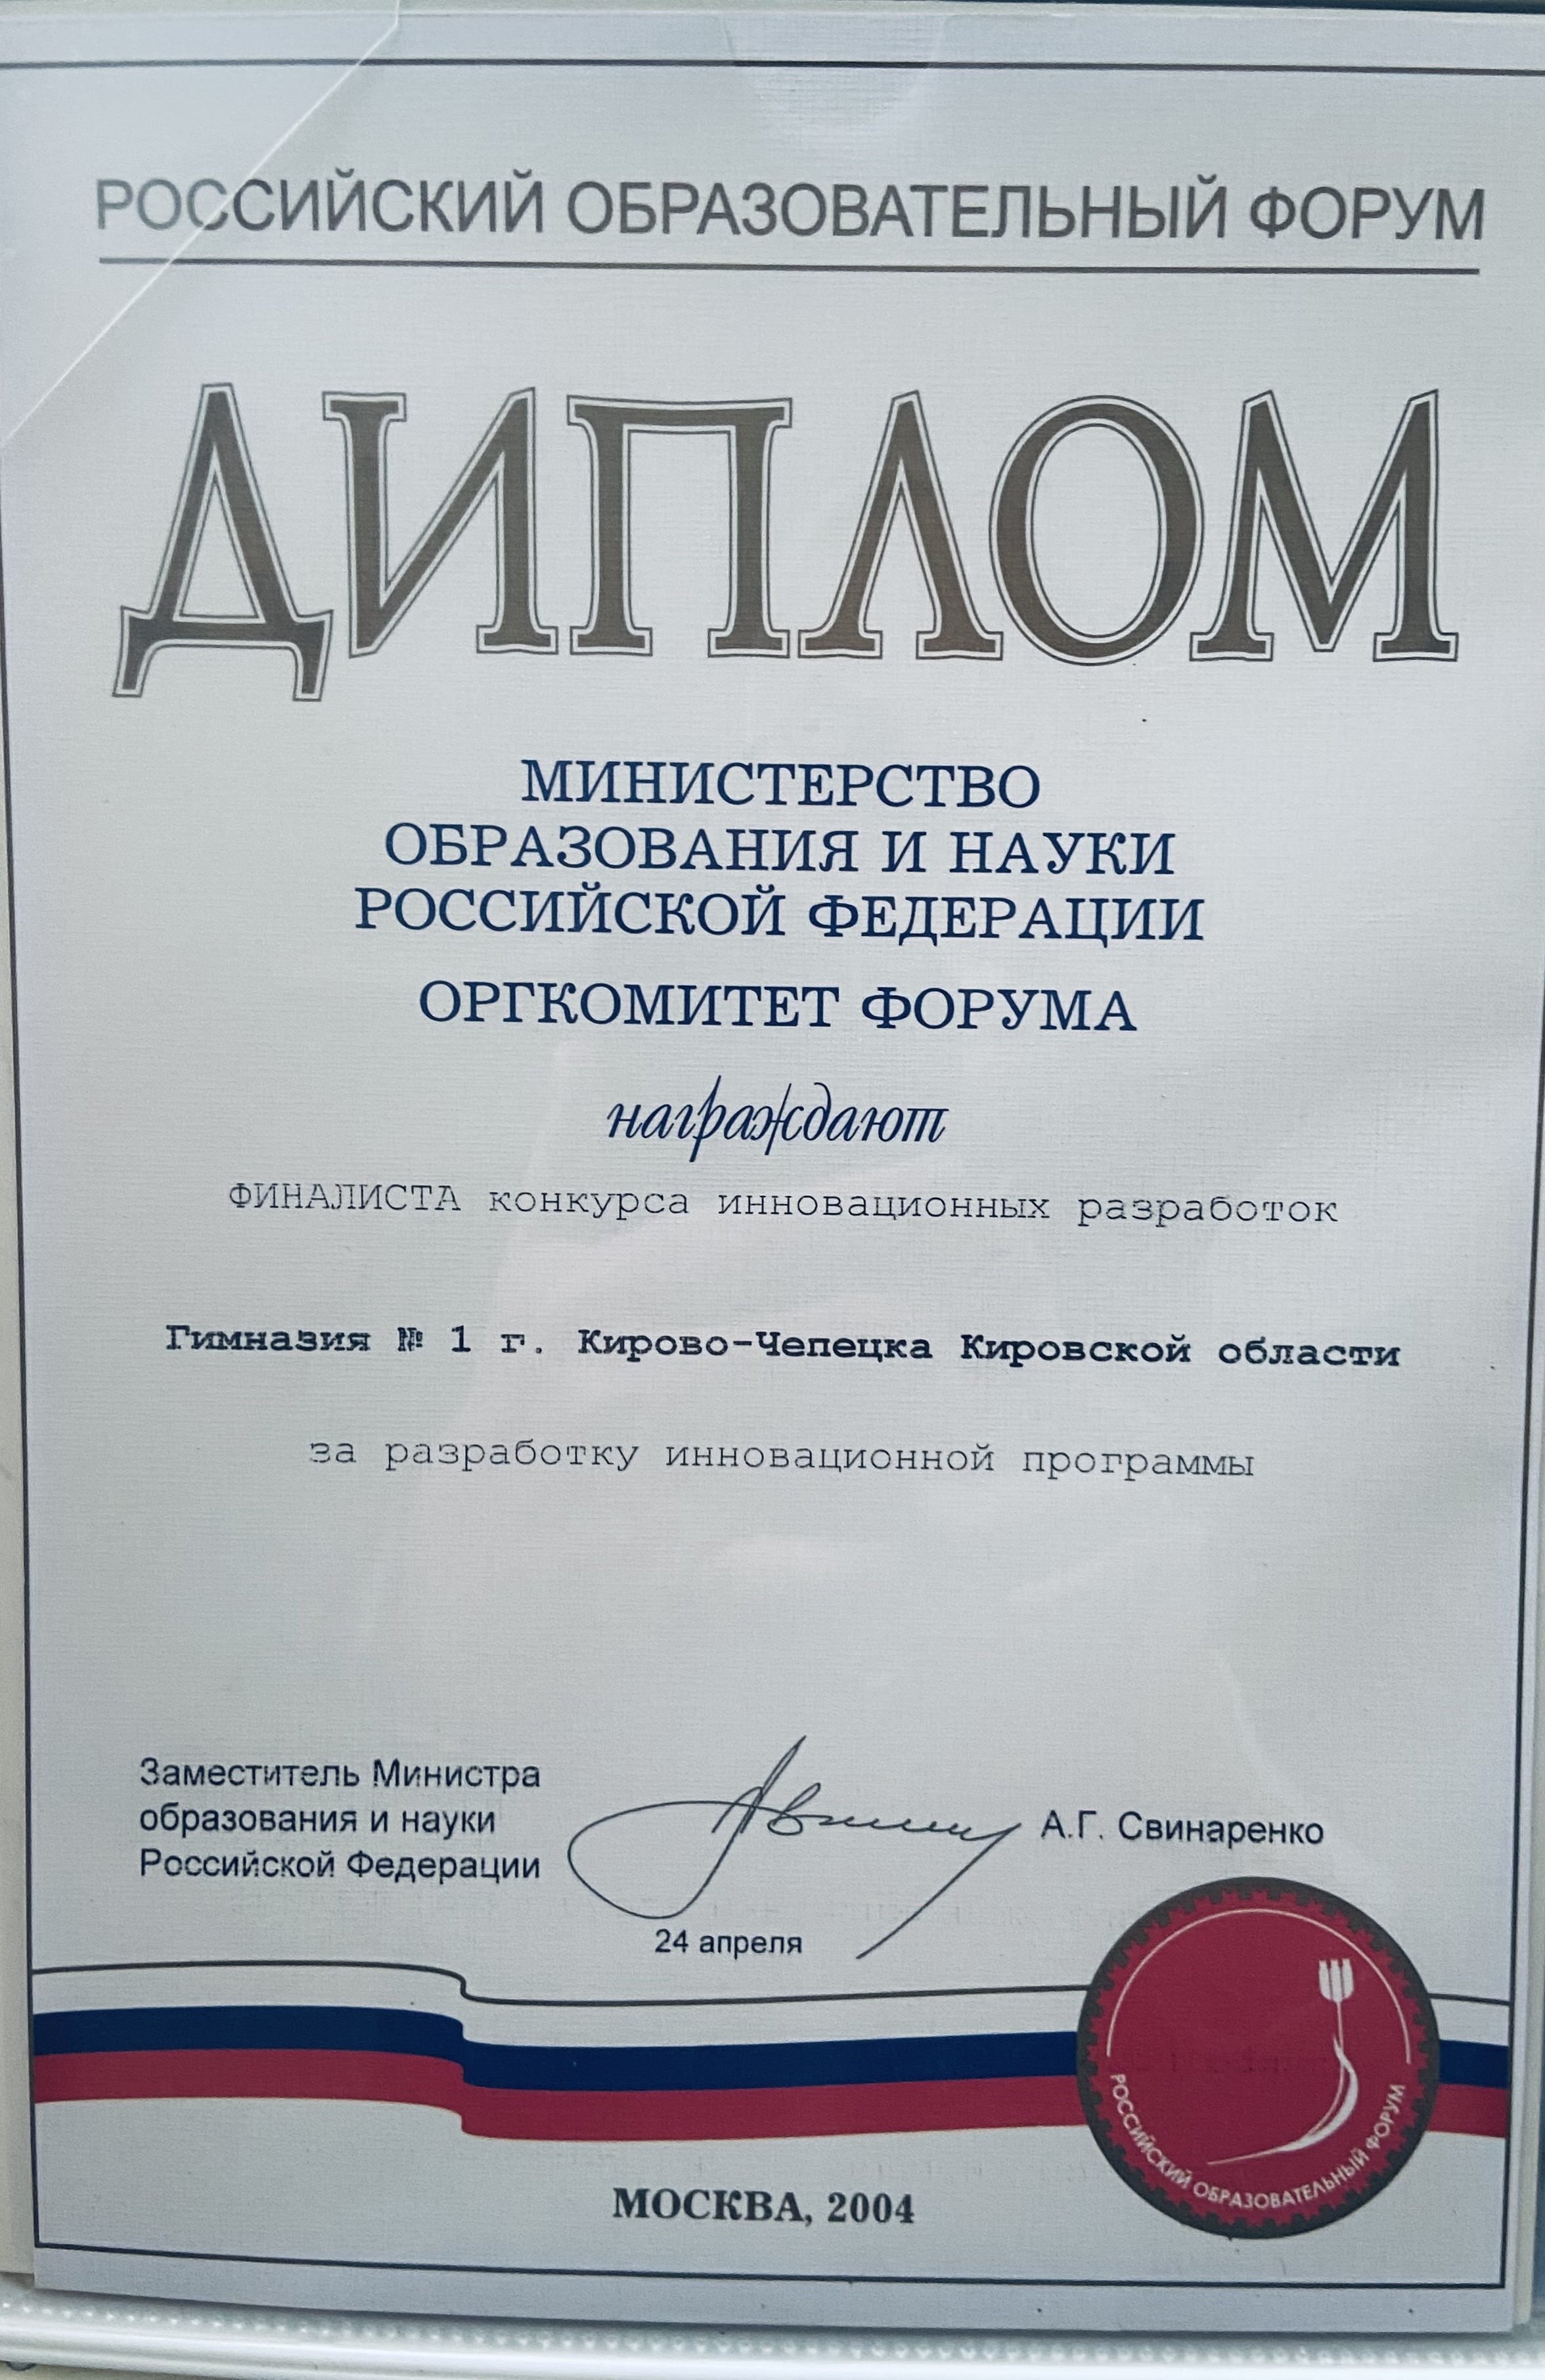 РОССИЙСКИЙ ОБРАЗОВАТЕЛЬНЫЙ ФОРУМ
ДИПЛОМ
МИНИСТЕРСТВО
ОБРАЗОВАНИЯ И НАУКИ
РОССИЙСКОЙ ФЕДЕРАЦИИ
ОРГКОМИТЕТ ФОРУМА
награждают
ФИНАЛИСТА конкурса инновационных разработок
Гимназия № 1 г. Кирово-Чепецка Кировской области
за разработку инновационной программы
Заместитель Министра
образования и науки
Российской Федерации
А.Г. Свинаренко
24 апреля
РОССИЙСКИЙ ОБРАЗОВАТЕЛЬНЫЙ ФОРУМ
МОСКВА, 2004